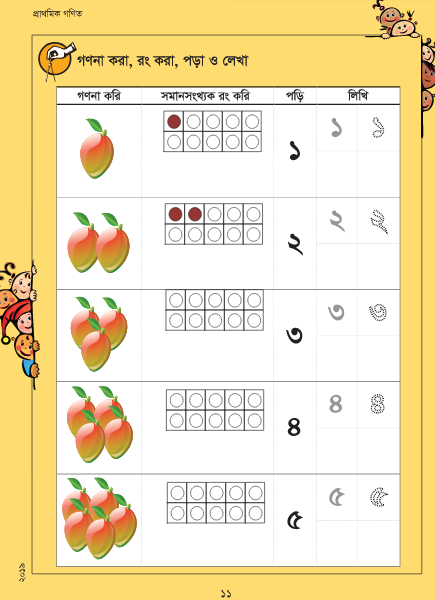 প্রাথমিক গণিত
গণনা করা, রং করা, পড়া ও লেখা
গণনা করি সমানসংখ্যক রং করি পড়ি লিখি
১ ১ ১
২ ২ ২
৩ ৩ ৩
৪ ৪ ৪
৫ ৫ ৫
২০১৯
১১